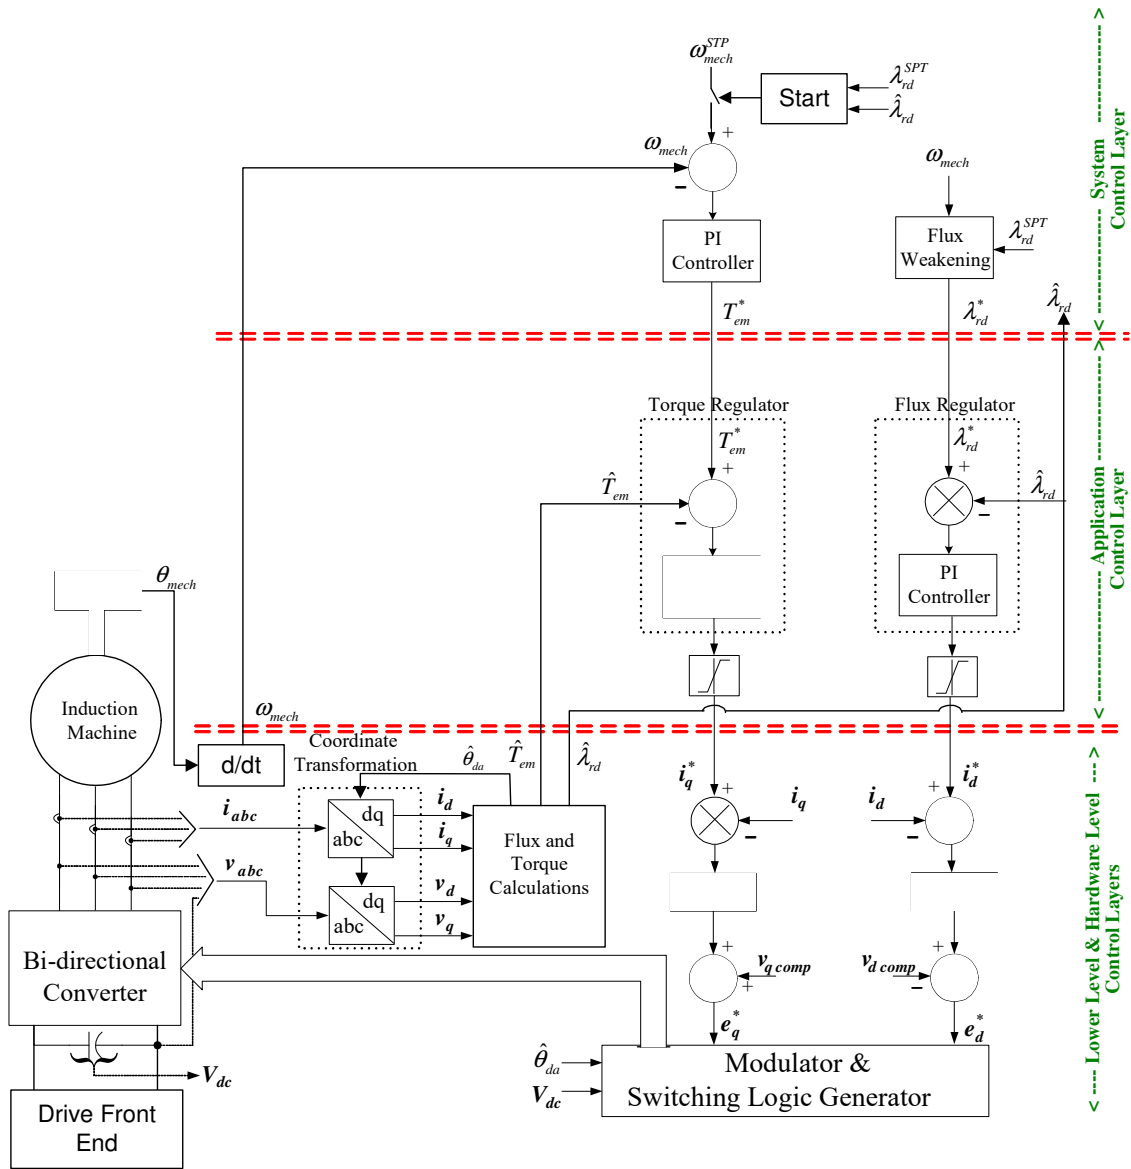 ω_mech^STP
Start
λ_rd^SPT
λ̂_rd
+
ω_mech
−
PI
Controller
T_em^*
ω_mech
Flux
Weakening
λ_rd^SPT
λ_rd^*
λ̂_rd
System
Control Layer
Torque Regulator
T_em^*
+
T̂_em
−
Flux Regulator
λ_rd^*
+
λ̂_rd
−
PI
Controller
Application
Control Layer
θ_mech
Induction
Machine
ω_mech
d/dt
Coordinate
Transformation
θ̂_da
T̂_em
λ̂_rd
i_abc
dq
abc
i_d
i_q
v_abc
dq
abc
v_d
v_q
Flux and
Torque
Calculations
i_q^*
+
i_q
−
i_d
i_d^*
+
−
+
v_q comp
+
e_q^*
v_d comp
+
−
e_d^*
Lower Level & Hardware Level
Control Layers
Bi-directional
Converter
V_dc
Drive Front
End
θ̂_da
V_dc
Modulator &
Switching Logic Generator